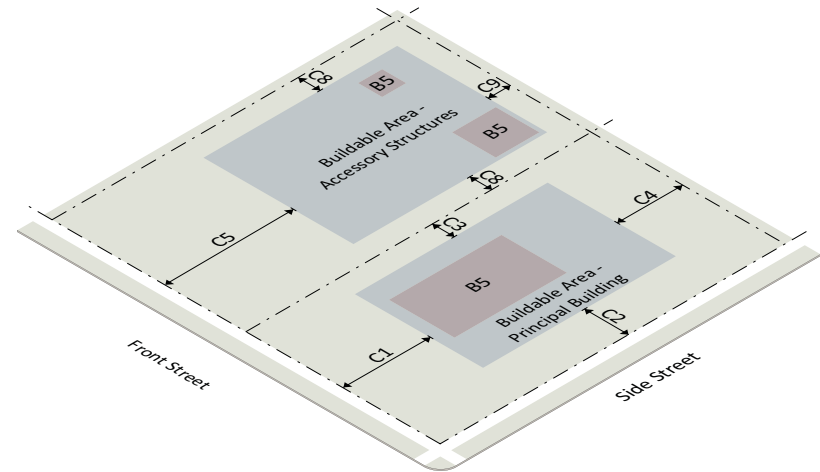 C8
B5
C9
Buildable Area -
Accessory Structures
B5
C8
C4
C5
C3
B5
Buildable Area -
Principal Building
C2
C1
Front Street
Side Street